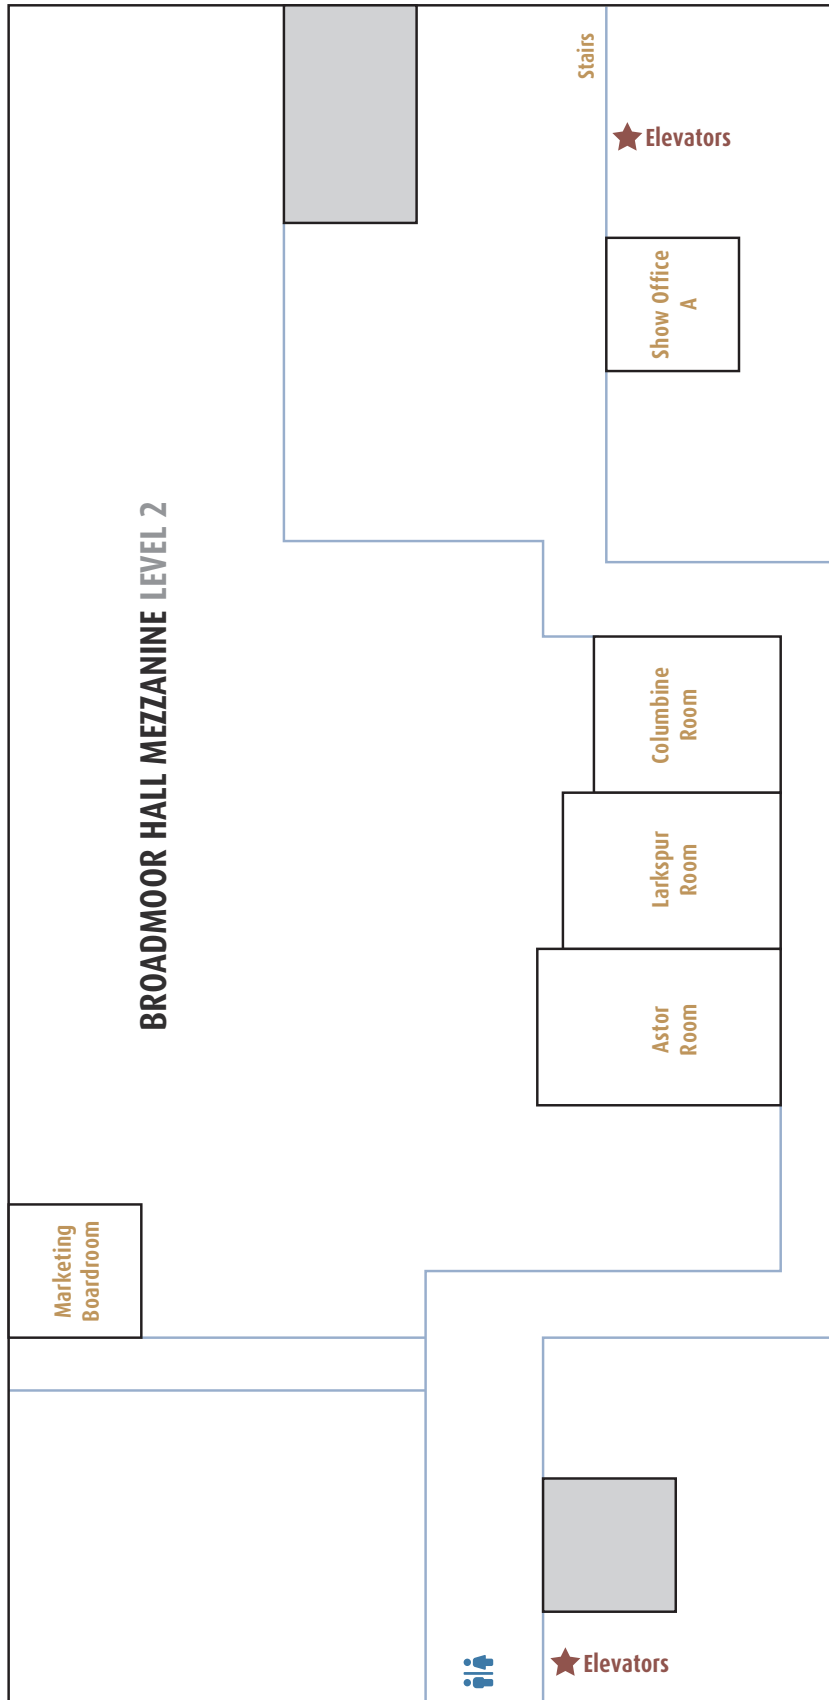 Stairs
Elevators
Show Office
A
BROADMOOR HALL MEZZANINE LEVEL 2
Columbine
Room
Larkspur
Room
Astor
Room
Marketing
Boardroom
Elevators